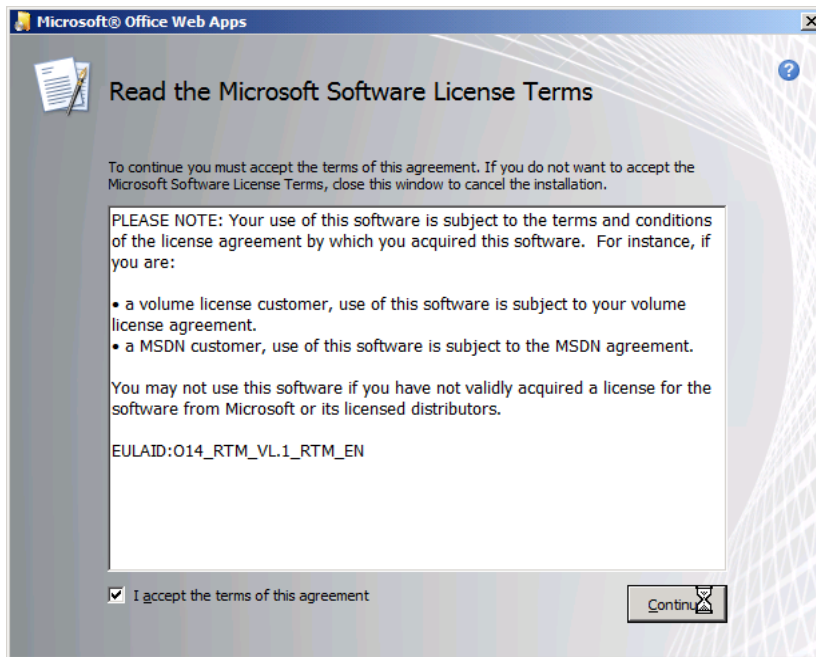 Microsoft® Office Web Apps
Read the Microsoft Software License Terms
To continue you must accept the terms of this agreement. If you do not want to accept the
Microsoft Software License Terms, close this window to cancel the installation.
PLEASE NOTE: Your use of this software is subject to the terms and conditions
of the license agreement by which you acquired this software.  For instance, if
you are:
• a volume license customer, use of this software is subject to your volume
license agreement.
• a MSDN customer, use of this software is subject to the MSDN agreement.
You may not use this software if you have not validly acquired a license for the
software from Microsoft or its licensed distributors.
EULAID:O14_RTM_VL.1_RTM_EN
I accept the terms of this agreement
Continu